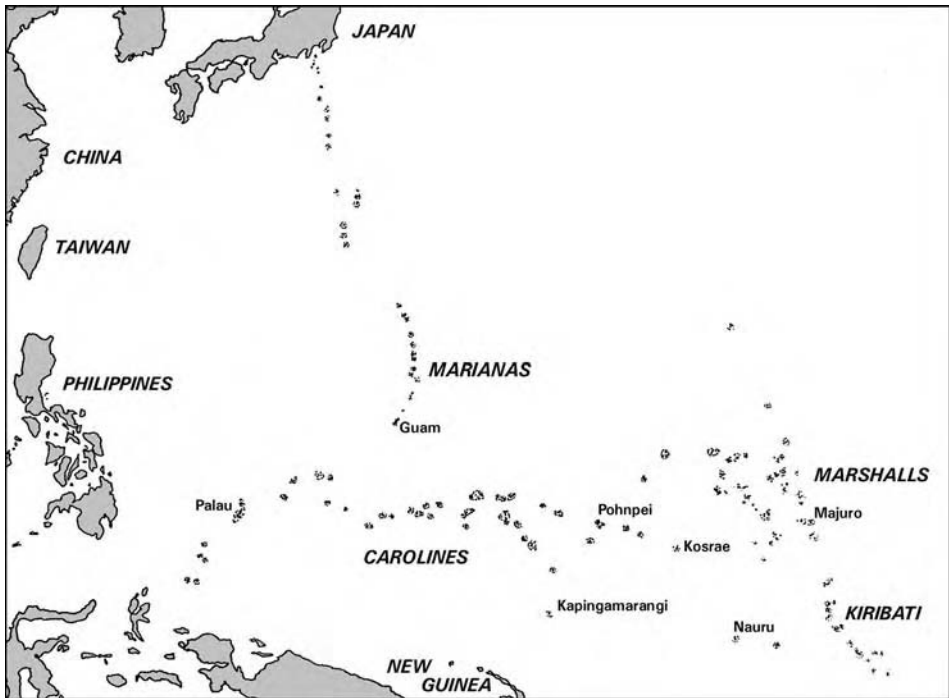 JAPAN
CHINA
TAIWAN
PHILIPPINES
MARIANAS
Guam
MARSHALLS
Palau
Pohnpei
Majuro
CAROLINES
Kosrae
Kapingamarangi
KIRIBATI
Nauru
NEW
GUINEA